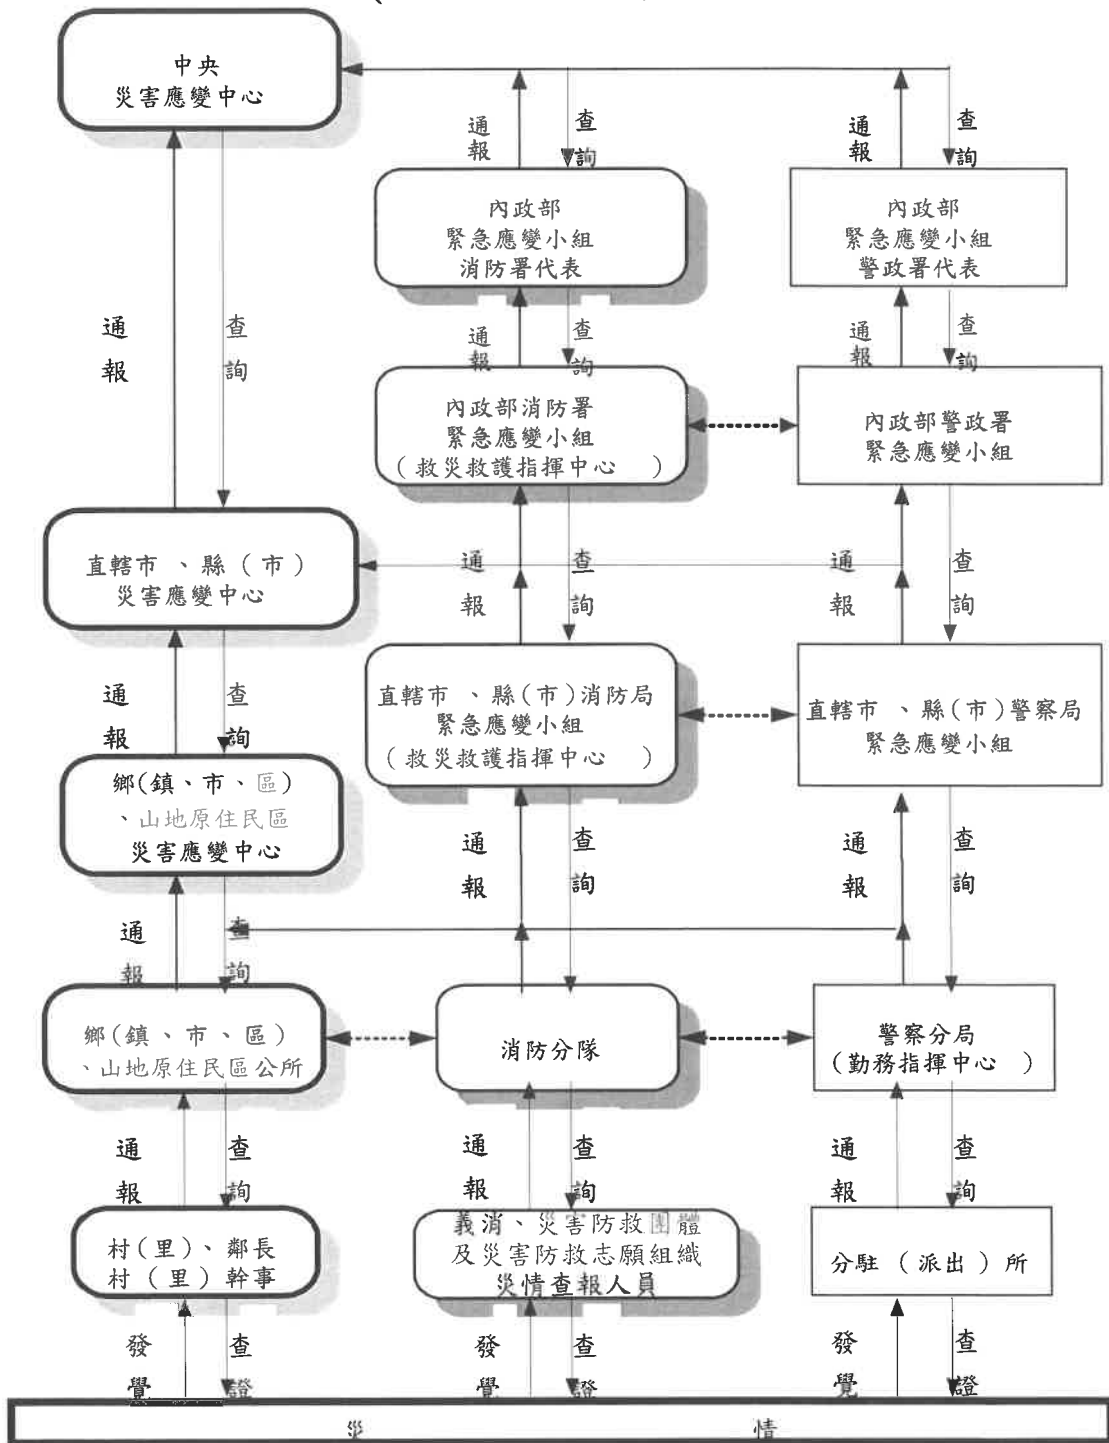 中央
災害應變中心
通報
查詢
通報
查詢
通報
查詢
內政部
緊急應變小組
消防署代表
內政部
緊急應變小組
警政署代表
通報
查詢
通報
查詢
內政部消防署
緊急應變小組
(救災救護指揮中心)
內政部警政署
緊急應變小組
直轄市、縣(市)
災害應變中心
通報
查詢
通報
查詢
通報
查詢
直轄市、縣(市)消防局
緊急應變小組
(救災救護指揮中心)
直轄市、縣(市)警察局
緊急應變小組
鄉(鎮、市、區)
、山地原住民區
災害應變中心
通報
查詢
通報
查詢
通報
查詢
鄉(鎮、市、區)
、山地原住民區公所
消防分隊
警察分局
(勤務指揮中心)
通報
查詢
通報
查詢
通報
查詢
村(里)、鄰長
村(里)幹事
義消、災害防救團體
及災害防救志願組織
災情查報人員
分駐(派出)所
發覺
查證
發覺
查證
發覺
查證
災情